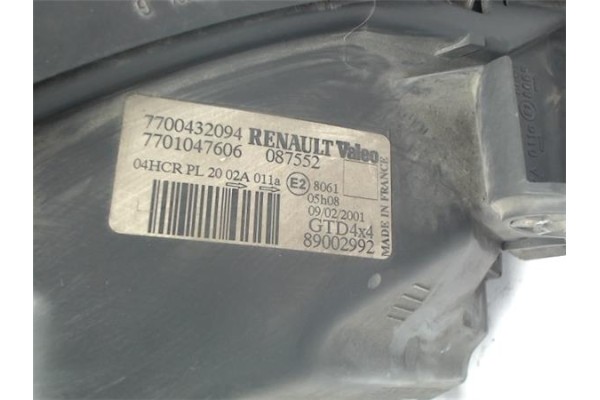 7700432094 RENAULT Valeo
7701047606 087552
04HCR PL 20 02A 011a E2 8061
05h08
09/02/2001
GTD4x4
89002992
MADE IN FRANCE